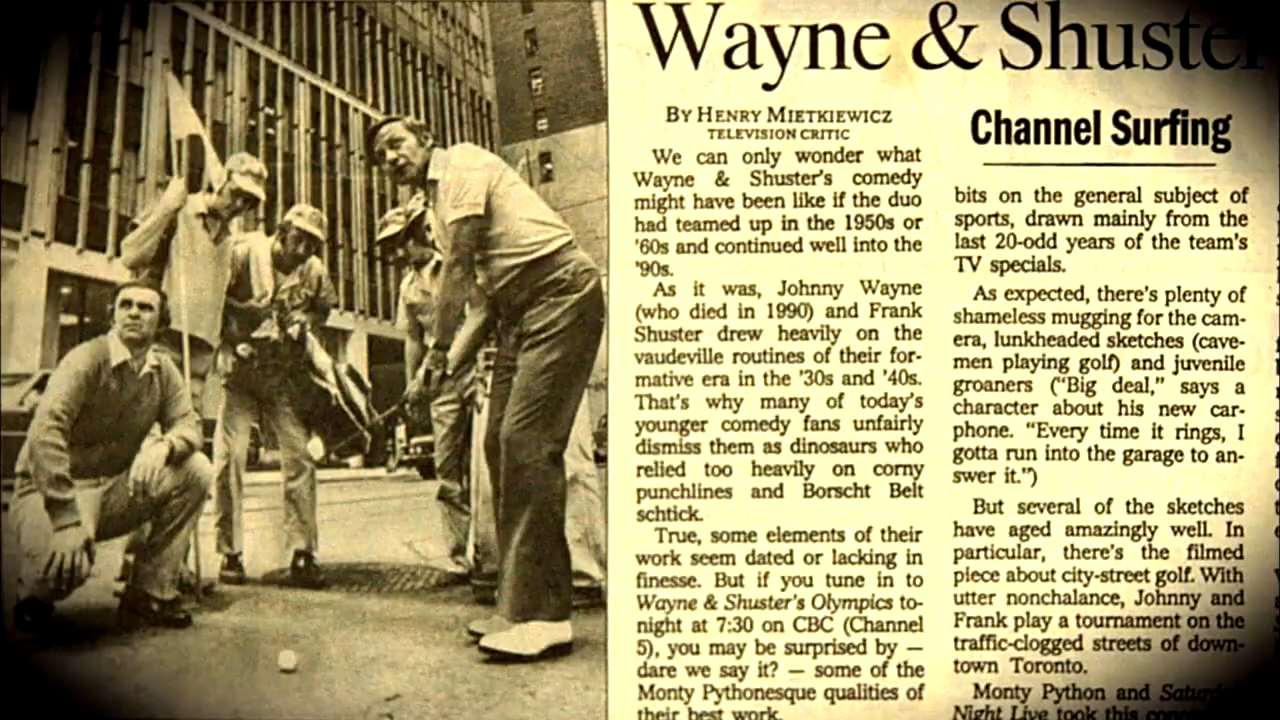 Wayne & Shuster
BY HENRY MIETKIEWICZ
TELEVISION CRITIC
We can only wonder what
Wayne & Shuster's comedy
might have been like if the duo
had teamed up in the 1950s or
'60s and continued well into the
'90s.
As it was, Johnny Wayne
(who died in 1990) and Frank
Shuster drew heavily on the
vaudeville routines of their for-
mative era in the '30s and '40s.
That's why many of today's
younger comedy fans unfairly
dismiss them as dinosaurs who
relied too heavily on corny
punchlines and Borscht Belt
schtick.
True, some elements of their
work seem dated or lacking in
finesse. But if you tune in to
Wayne & Shuster's Olympics to-
night at 7:30 on CBC (Channel
5), you may be surprised by —
dare we say it? — some of the
Monty Pythonesque qualities of
their best work.
Channel Surfing
bits on the general subject of
sports, drawn mainly from the
last 20-odd years of the team's
TV specials.
As expected, there's plenty of
shameless mugging for the cam-
era, lunkheaded sketches (cave-
men playing golf) and juvenile
groaners ("Big deal," says a
character about his new car-
phone. "Every time it rings, I
gotta run into the garage to an-
swer it.")
But several of the sketches
have aged amazingly well. In
particular, there's the filmed
piece about city-street golf. With
utter nonchalance, Johnny and
Frank play a tournament on the
traffic-clogged streets of down-
town Toronto.
Monty Python and Saturday
Night Live took this